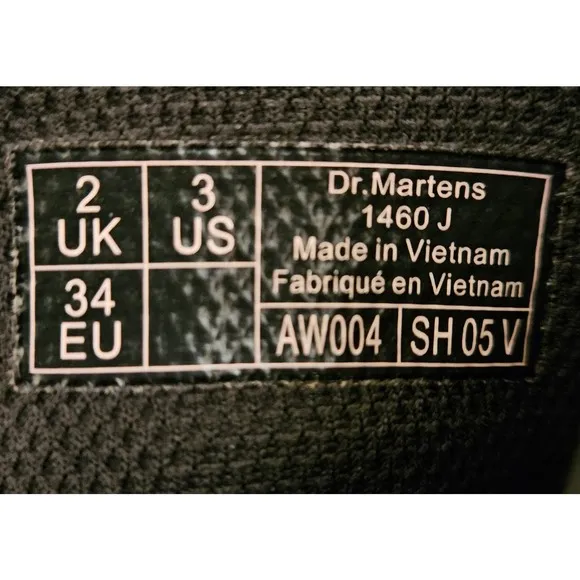 2
UK
3
US
34
EU
Dr.Martens
1460 J
Made in Vietnam
Fabriqué en Vietnam
AW004
SH 05 V